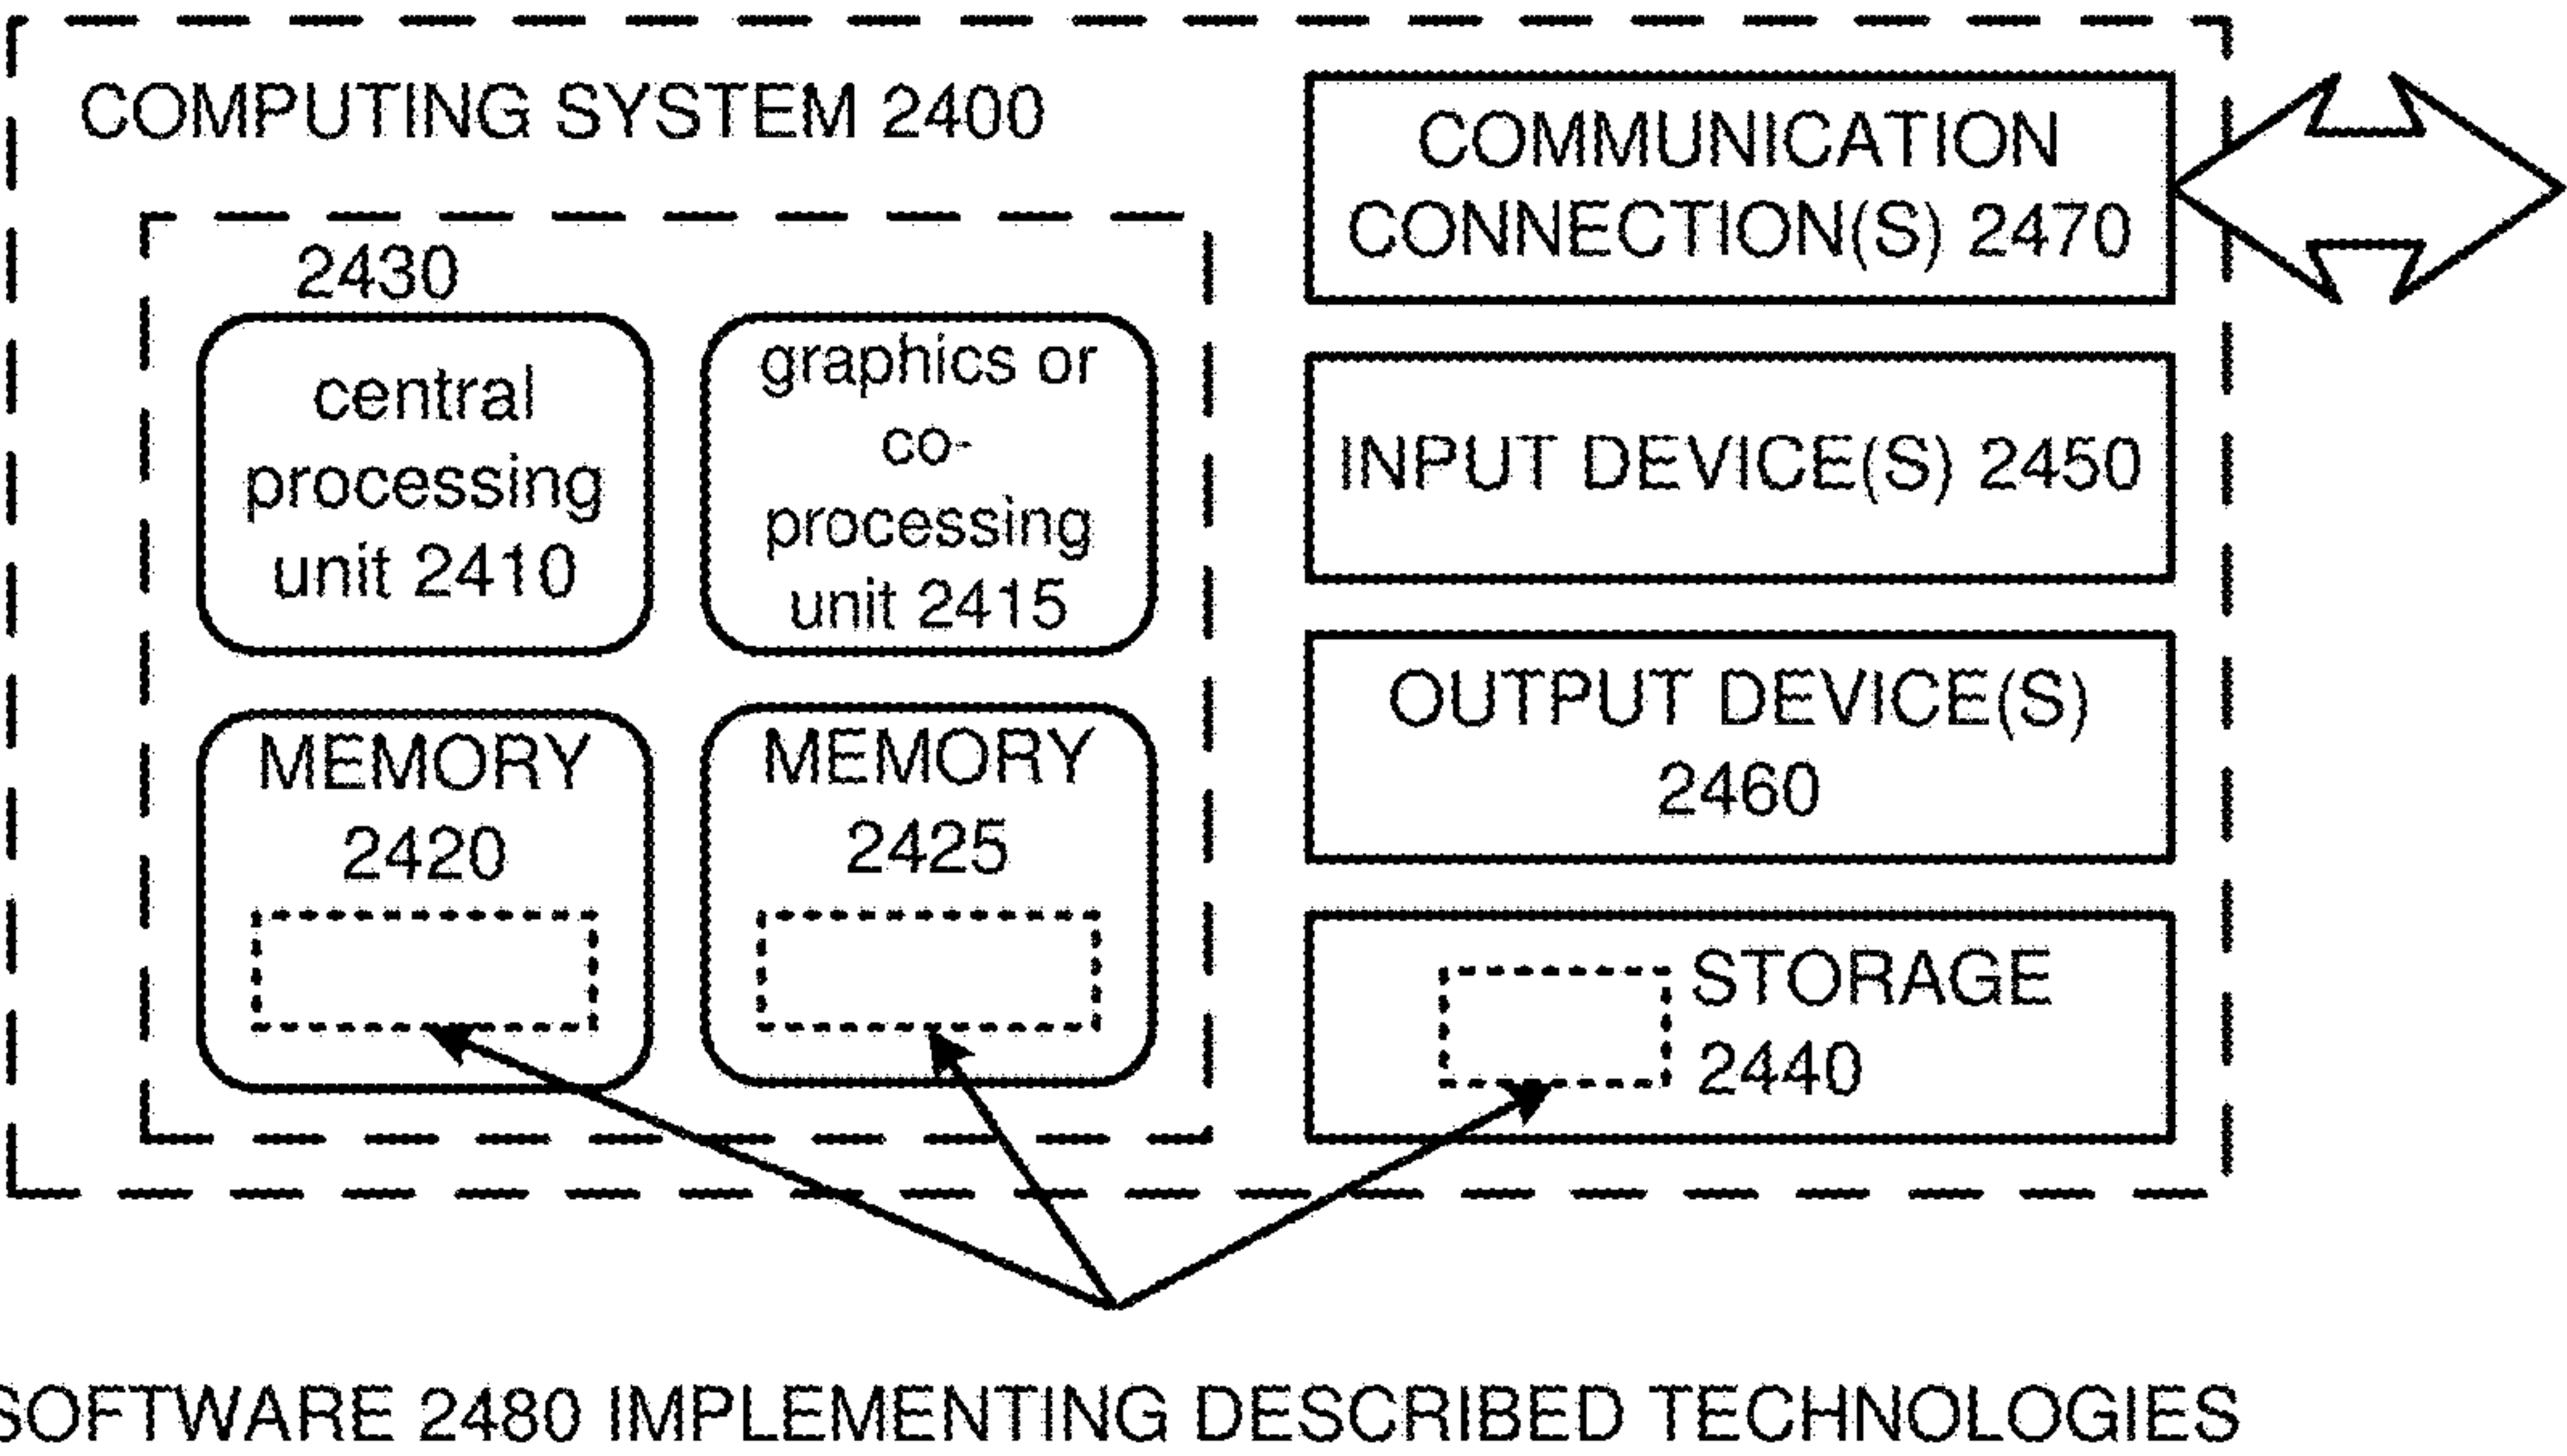 COMPUTING SYSTEM 2400
2430
central
processing
unit 2410
graphics or
co-
processing
unit 2415
MEMORY
2420
MEMORY
2425
COMMUNICATION
CONNECTION(S) 2470
INPUT DEVICE(S) 2450
OUTPUT DEVICE(S)
2460
STORAGE
2440
SOFTWARE 2480 IMPLEMENTING DESCRIBED TECHNOLOGIES